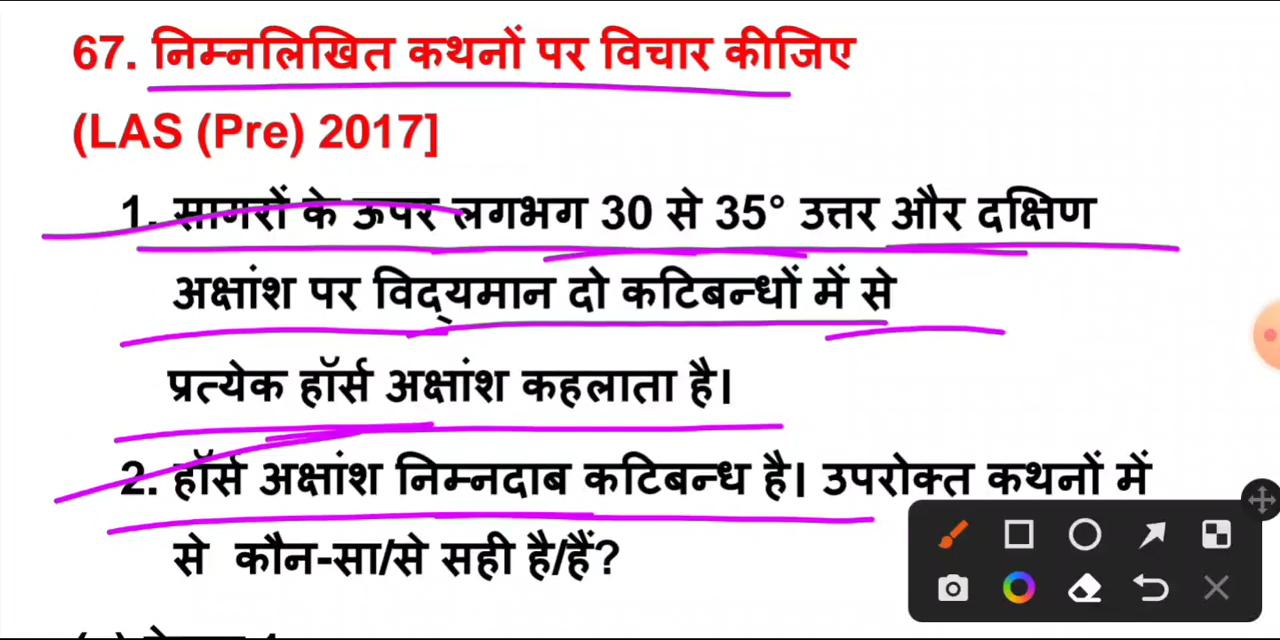 67. निम्नलिखित कथनों पर विचार कीजिए
(LAS (Pre) 2017]
1. सागरों के ऊपर लगभग 30 से 35° उत्तर और दक्षिण
अक्षांश पर विद्यमान दो कटिबन्धों में से
प्रत्येक हॉर्स अक्षांश कहलाता है।
2. हॉर्स अक्षांश निम्नदाब कटिबन्ध है। उपरोक्त कथनों में
से कौन-सा/से सही है/हैं?